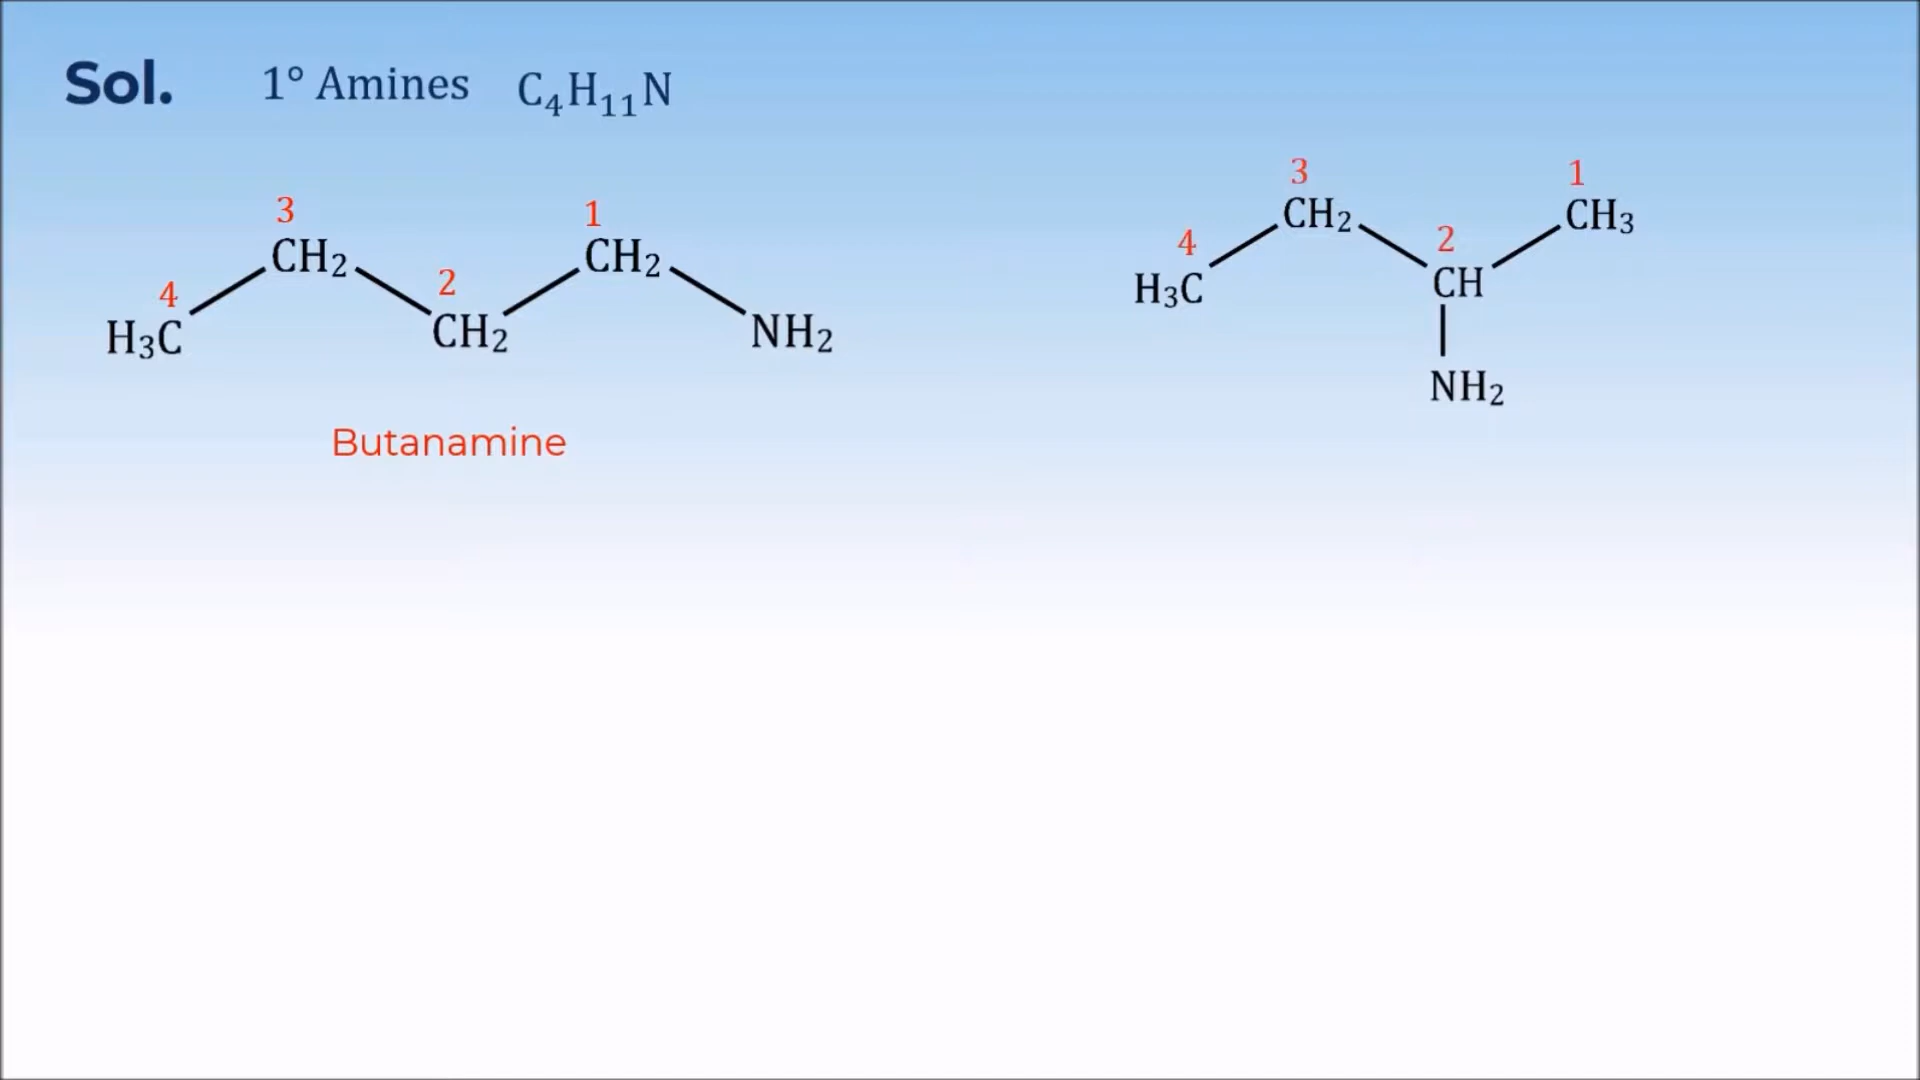 Sol. 1° Amines C₄H₁₁N
3 1
CH₂ CH₂
4 2
H₃C CH₂ NH₂
Butanamine
3 1
CH₂ CH₃
4 2
H₃C CH
NH₂